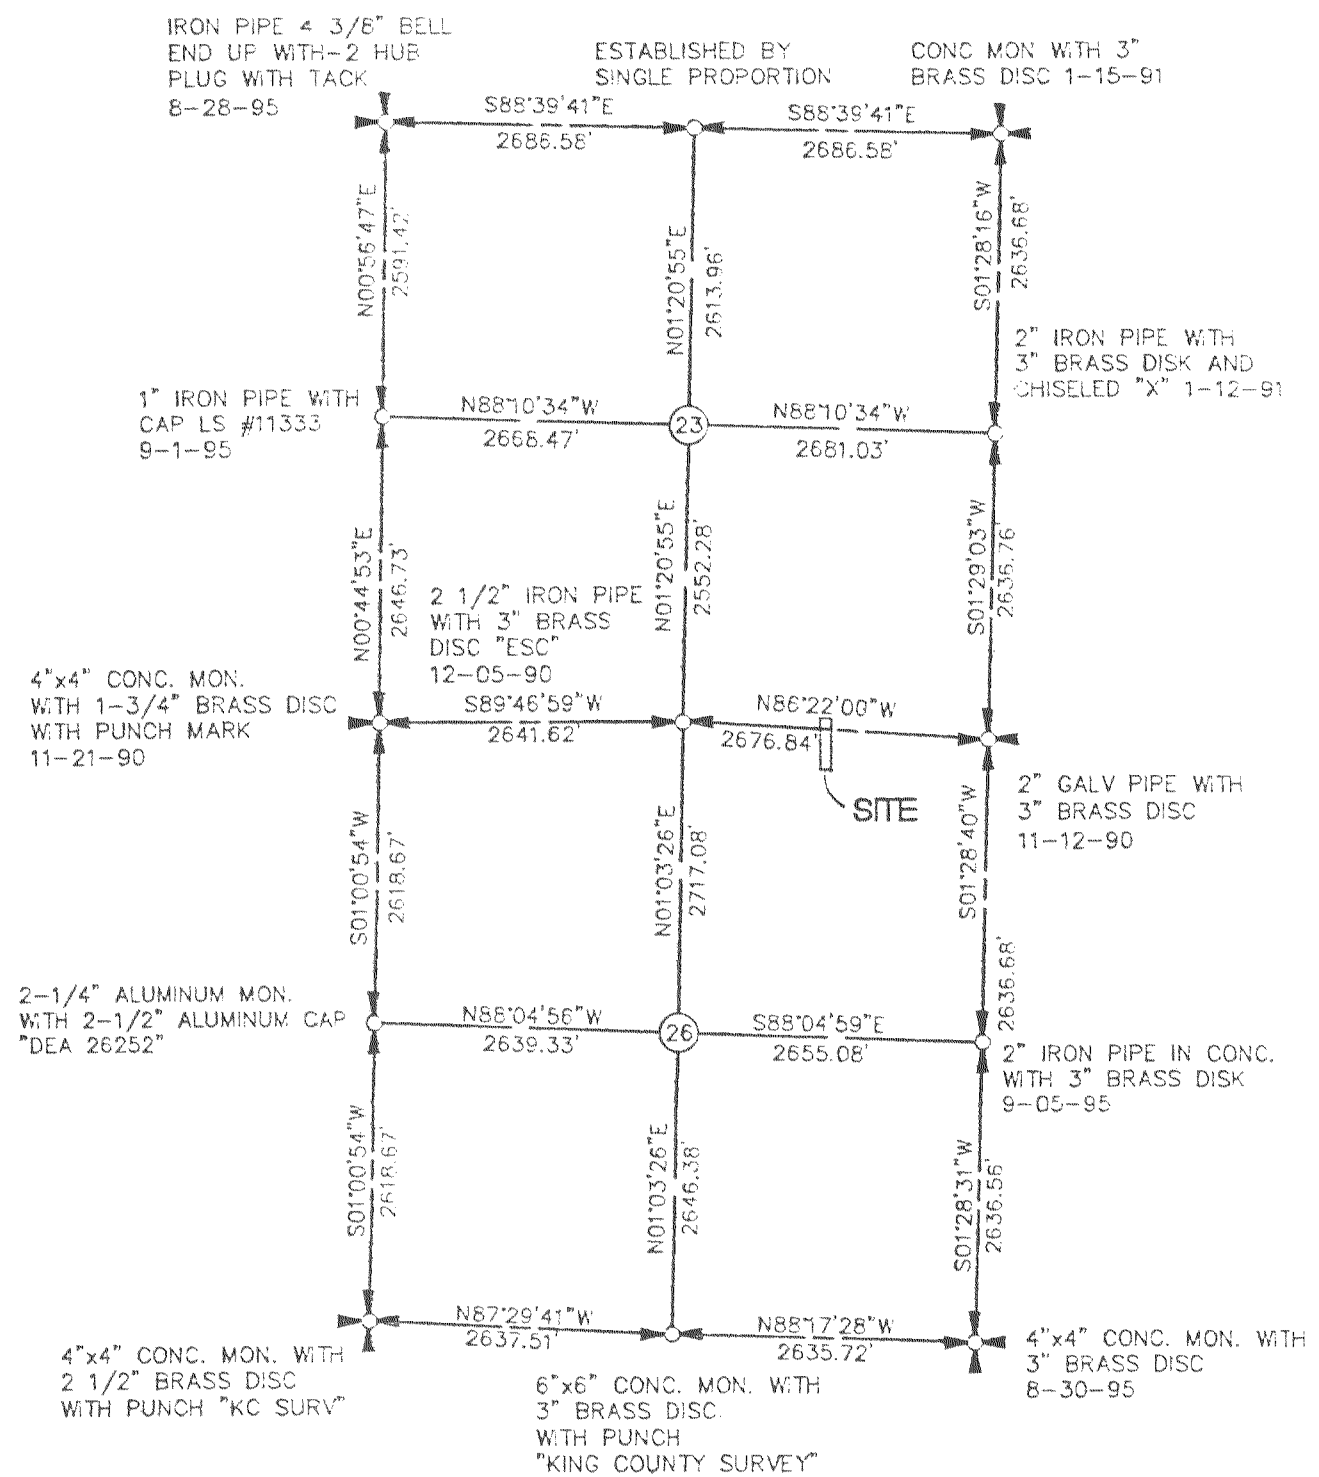 IRON PIPE 4 3/8" BELL
END UP WITH-2 HUB
PLUG WITH TACK
8-28-95
ESTABLISHED BY
SINGLE PROPORTION
CONC MON WITH 3"
BRASS DISC 1-15-91
S88°39'41"E
2686.58'
S88°39'41"E
2686.58'
N00°56'47"E
2591.42'
N01°20'55"E
2613.96'
S01°28'16"W
2636.68'
2" IRON PIPE WITH
3" BRASS DISK AND
CHISELED "X" 1-12-91
1" IRON PIPE WITH
CAP LS #11333
9-1-95
N88°10'34"W
2668.47'
23
N88°10'34"W
2681.03'
N00°44'53"E
2646.73'
2 1/2" IRON PIPE
WITH 3" BRASS
DISC "ESC"
12-05-90
N01°20'55"E
2552.28'
S01°29'03"W
2636.76'
4"x4" CONC. MON.
WITH 1-3/4" BRASS DISC
WITH PUNCH MARK
11-21-90
S89°46'59"W
2641.62'
N86°22'00"W
2676.84'
SITE
2" GALV PIPE WITH
3" BRASS DISC
11-12-90
S01°00'54"W
2618.67'
N01°03'26"E
2717.08'
S01°28'40"W
2636.68'
2-1/4" ALUMINUM MON.
WITH 2-1/2" ALUMINUM CAP
"DEA 26252"
N88°04'56"W
2639.33'
26
S88°04'59"E
2655.08'
2" IRON PIPE IN CONC.
WITH 3" BRASS DISK
9-05-95
S01°00'54"W
2618.67'
N01°03'26"E
2646.38'
S01°28'31"W
2636.56'
N87°29'41"W
2637.51'
N88°17'28"W
2635.72'
4"x4" CONC. MON. WITH
2 1/2" BRASS DISC
WITH PUNCH "KC SURV"
6"x6" CONC. MON. WITH
3" BRASS DISC.
WITH PUNCH
"KING COUNTY SURVEY"
4"x4" CONC. MON. WITH
3" BRASS DISC
8-30-95